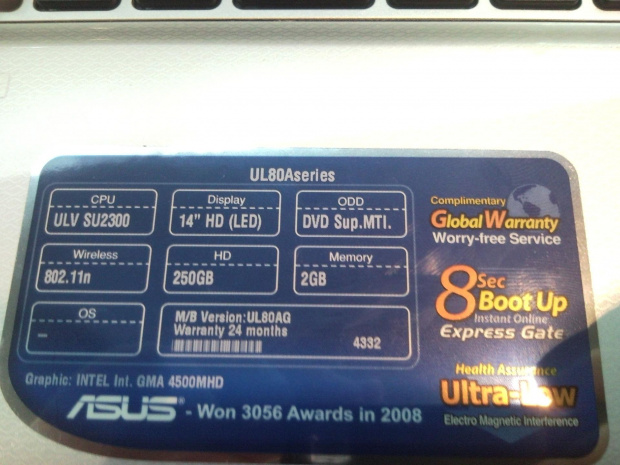 UL80Aseries
CPU
ULV SU2300
Display
14" HD (LED)
ODD
DVD Sup.MTI.
Wireless
802.11n
HD
250GB
Memory
2GB
OS
–
M/B Version:UL80AG
Warranty 24 months
4332
Graphic: INTEL Int. GMA 4500MHD
ASUS® - Won 3056 Awards in 2008
Complimentary
Global Warranty
Worry-free Service
8 Sec
Boot Up
Instant Online
Express Gate
Health Assurance
Ultra-Low
Electro Magnetic Interference